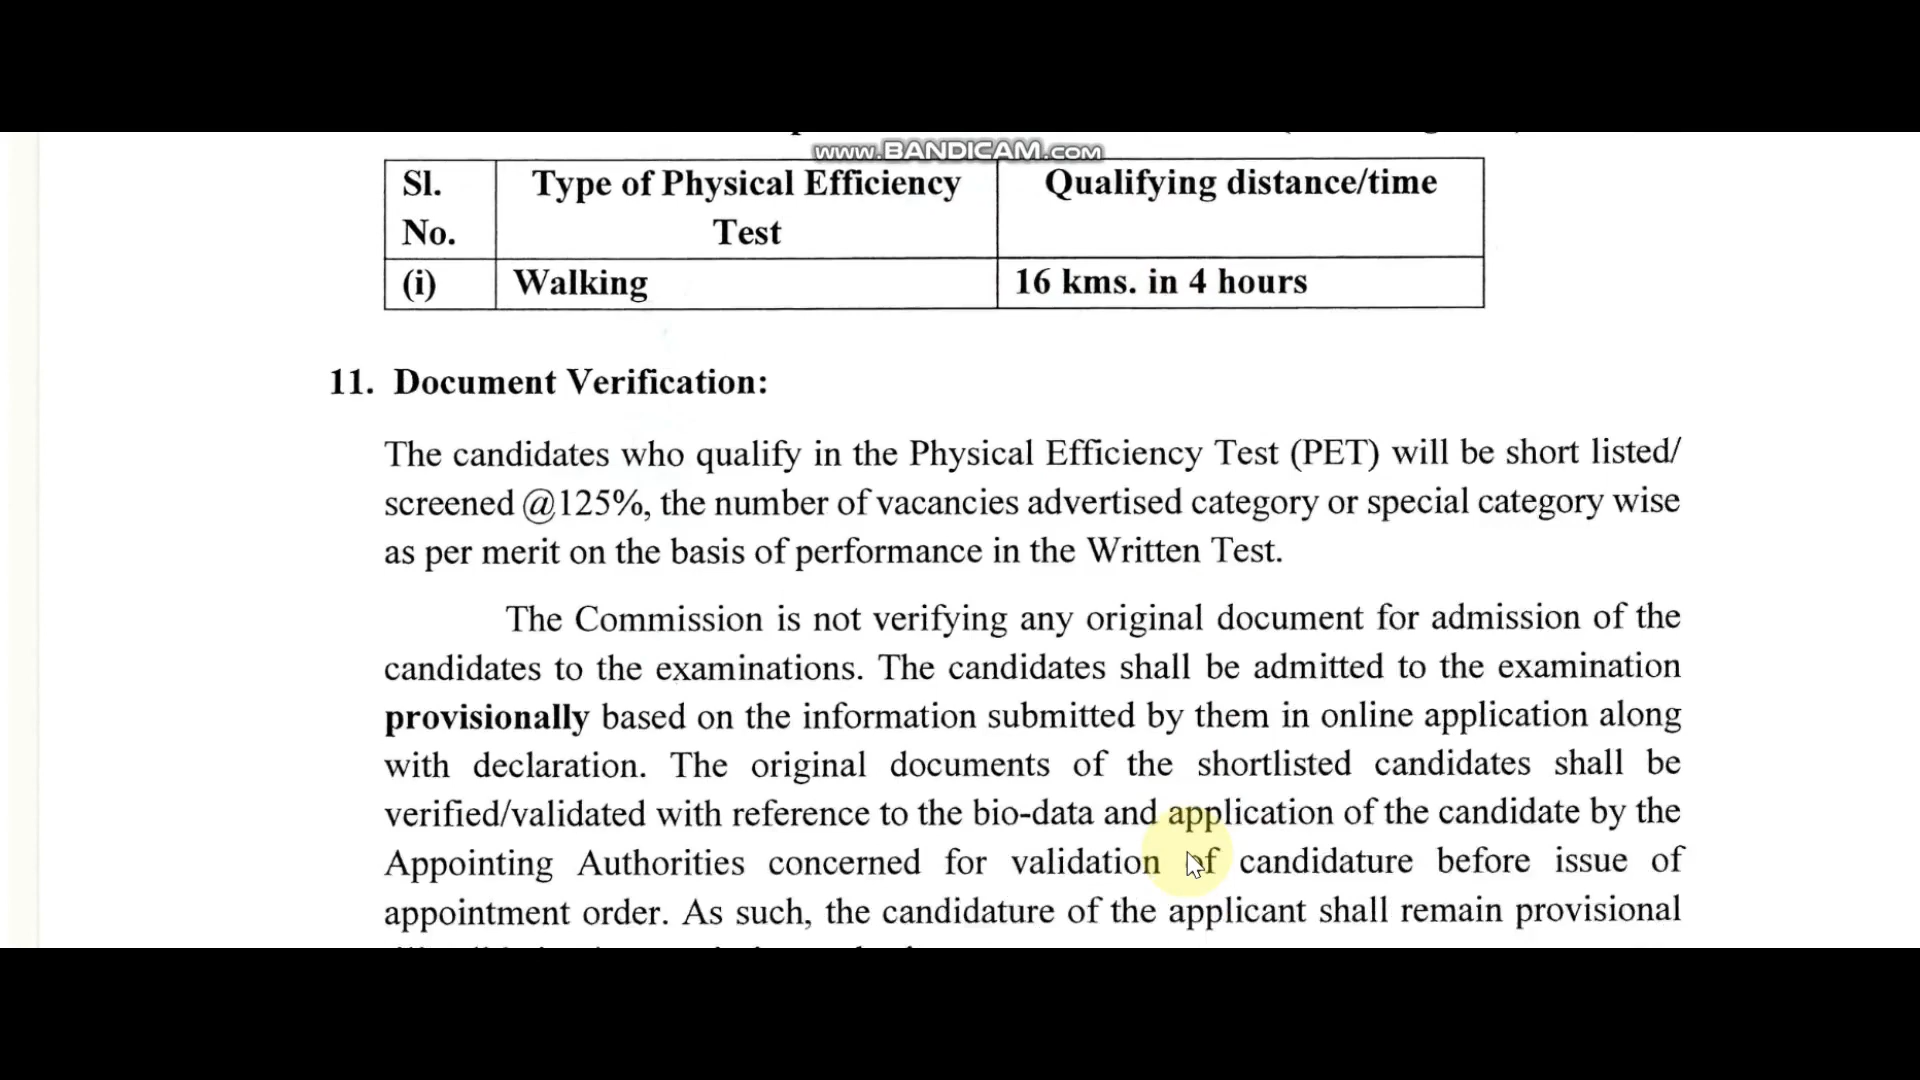 www.BANDICAM.com
Sl. No.
Type of Physical Efficiency Test
Qualifying distance/time
(i)
Walking
16 kms. in 4 hours
11. Document Verification:
The candidates who qualify in the Physical Efficiency Test (PET) will be short listed/
screened @125%, the number of vacancies advertised category or special category wise
as per merit on the basis of performance in the Written Test.
The Commission is not verifying any original document for admission of the
candidates to the examinations. The candidates shall be admitted to the examination
provisionally based on the information submitted by them in online application along
with declaration. The original documents of the shortlisted candidates shall be
verified/validated with reference to the bio-data and application of the candidate by the
Appointing Authorities concerned for validation of candidature before issue of
appointment order. As such, the candidature of the applicant shall remain provisional